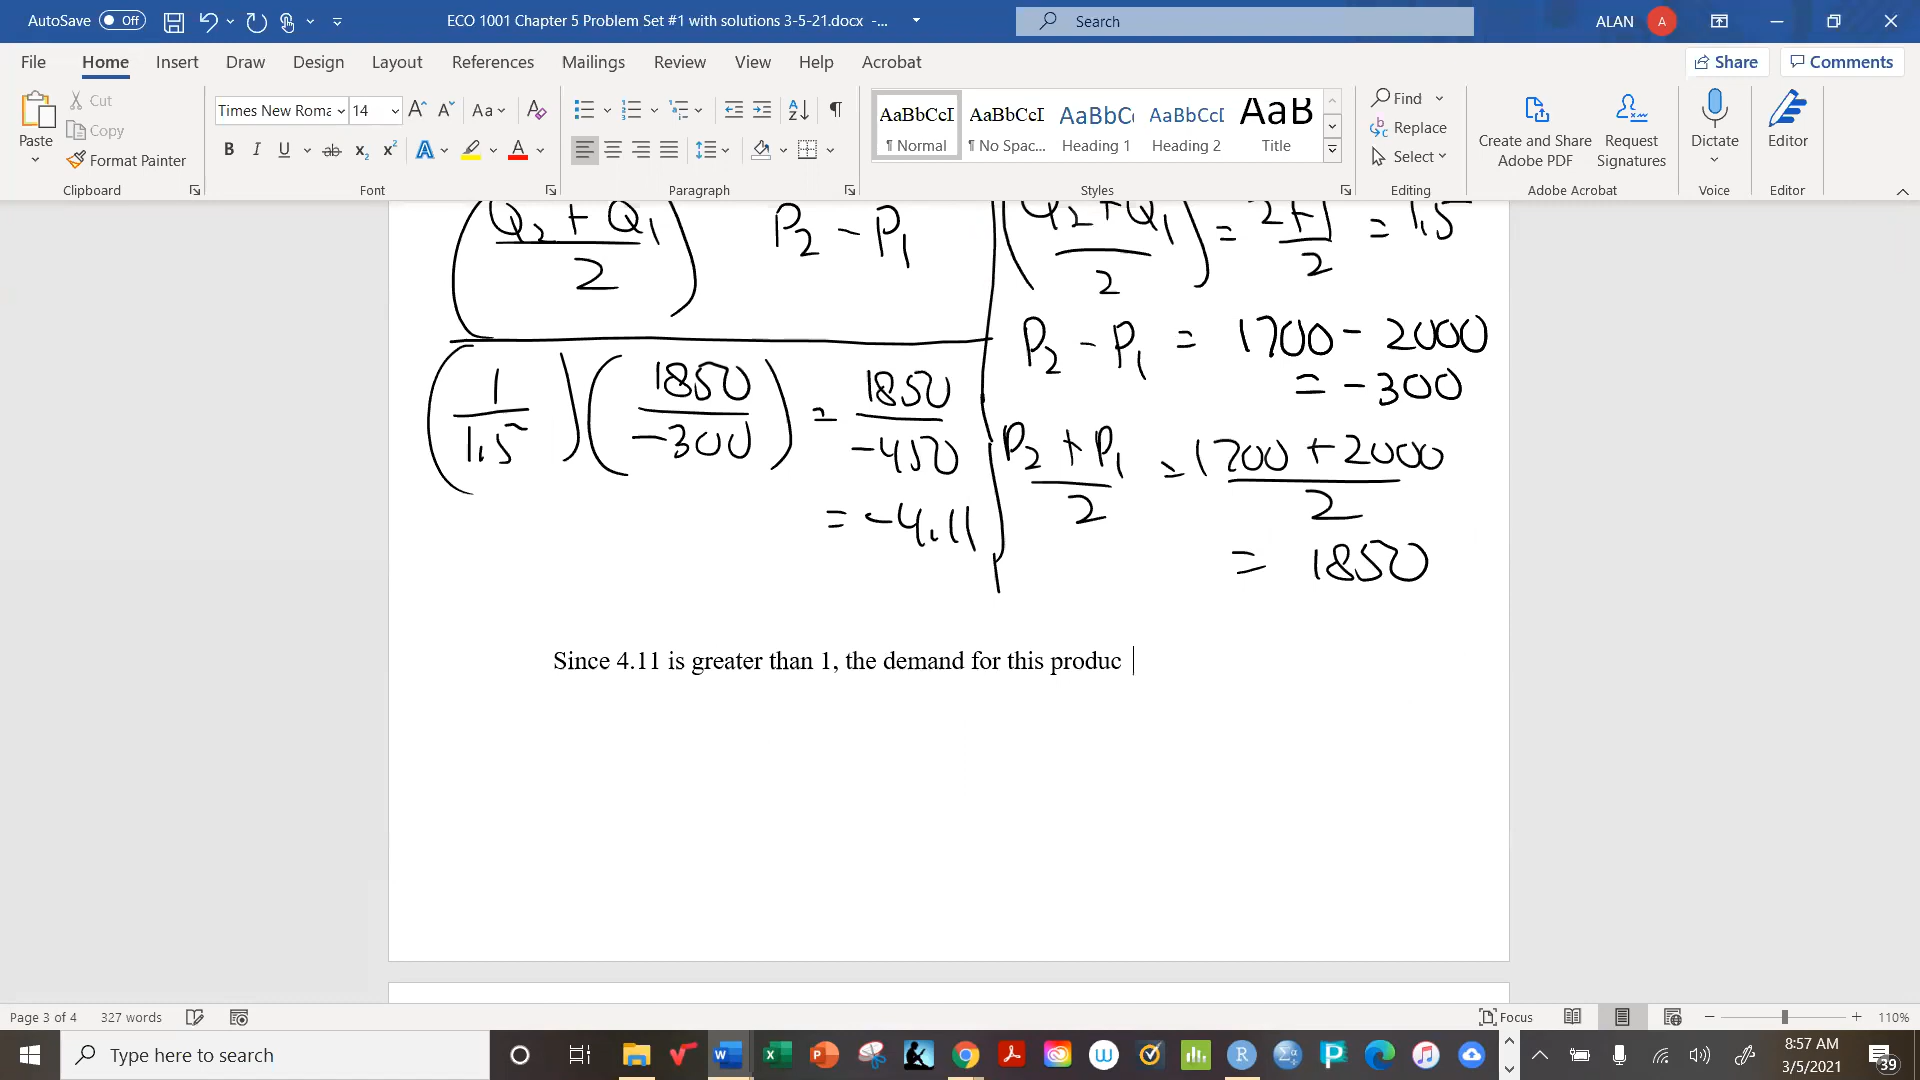 AutoSave Off ECO 1001 Chapter 5 Problem Set #1 with solutions 3-5-21.docx -... Search ALAN A
File Home Insert Draw Design Layout References Mailings Review View Help Acrobat Share Comments
Paste Cut Copy Format Painter
Times New Roma 14
AaBbCcI AaBbCcI AaBbC AaBbCcI AaB
¶ Normal ¶ No Spac... Heading 1 Heading 2 Title
Find Replace Select
Create and Share Adobe PDF Request Signatures Dictate Editor
Clipboard Font Paragraph Styles Editing Adobe Acrobat Voice Editor
(Q2 + Q1 / 2) P2 - P1
(Q2 + Q1 / 2) = 2+1 / 2 = 1.5
P2 - P1 = 1700 - 2000
= -300
(1 / 1.5) (1850 / -300) = 1850 / -450
P2 + P1 / 2 = 1700 + 2000 / 2
= -4.11
= 1850
Since 4.11 is greater than 1, the demand for this produc
Page 3 of 4 327 words Focus 110%
Type here to search
8:57 AM
3/5/2021
39